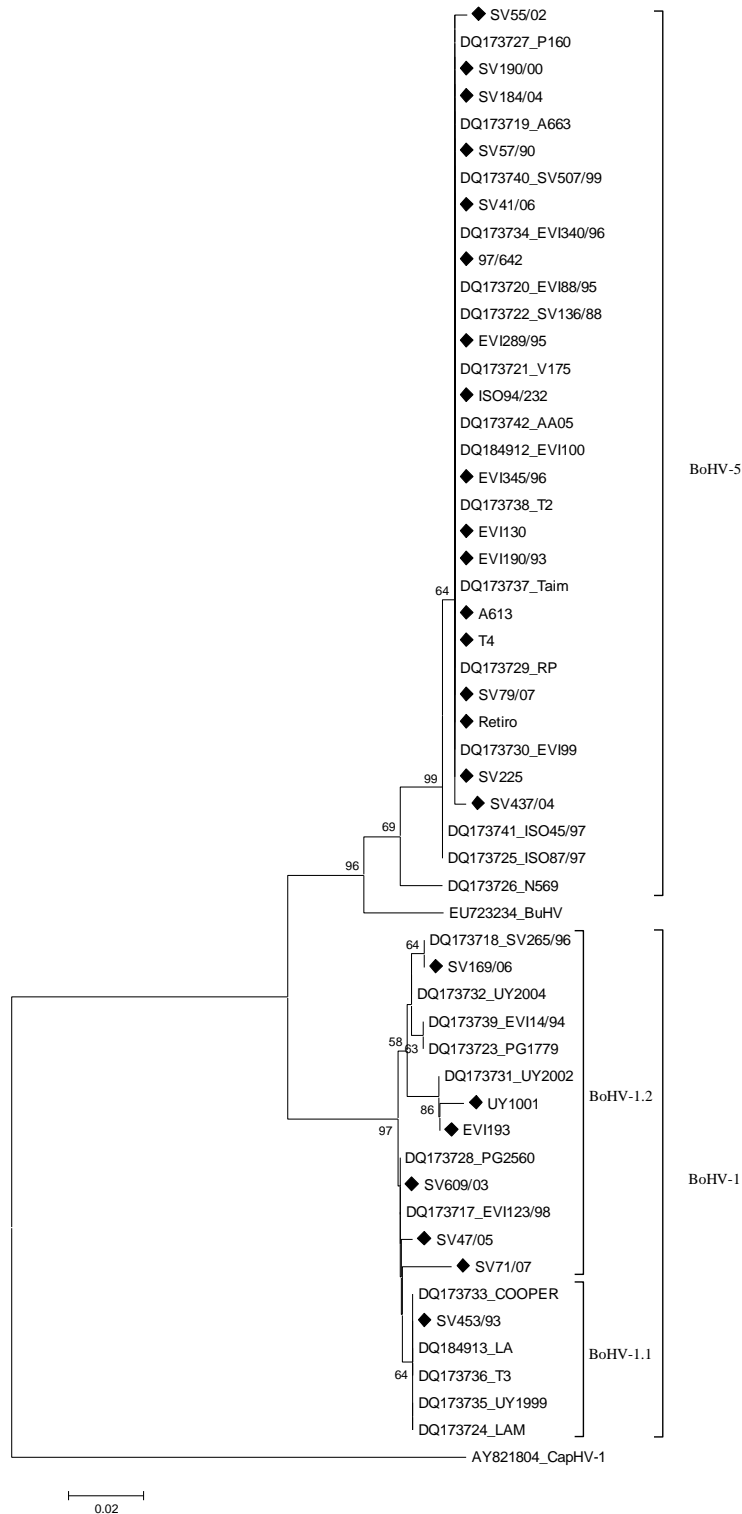 SV55/02
DQ173727_P160
SV190/00
SV184/04
DQ173719_A663
SV57/90
DQ173740_SV507/99
SV41/06
DQ173734_EVI340/96
97/642
DQ173720_EVI88/95
DQ173722_SV136/88
EVI289/95
DQ173721_V175
ISO94/232
DQ173742_AA05
DQ184912_EVI100
BoHV-5
EVI345/96
DQ173738_T2
EVI130
EVI190/93
DQ173737_Taim
64
A613
T4
DQ173729_RP
SV79/07
Retiro
DQ173730_EVI99
SV225
99
SV437/04
69
DQ173741_ISO45/97
DQ173725_ISO87/97
96
DQ173726_N569
EU723234_BuHV
DQ173718_SV265/96
64
SV169/06
DQ173732_UY2004
DQ173739_EVI14/94
58
63
DQ173723_PG1779
DQ173731_UY2002
BoHV-1.2
UY1001
86
EVI193
97
DQ173728_PG2560
BoHV-1
SV609/03
DQ173717_EVI123/98
SV47/05
SV71/07
DQ173733_COOPER
SV453/93
DQ184913_LA
BoHV-1.1
DQ173736_T3
64
DQ173735_UY1999
DQ173724_LAM
AY821804_CapHV-1
0.02